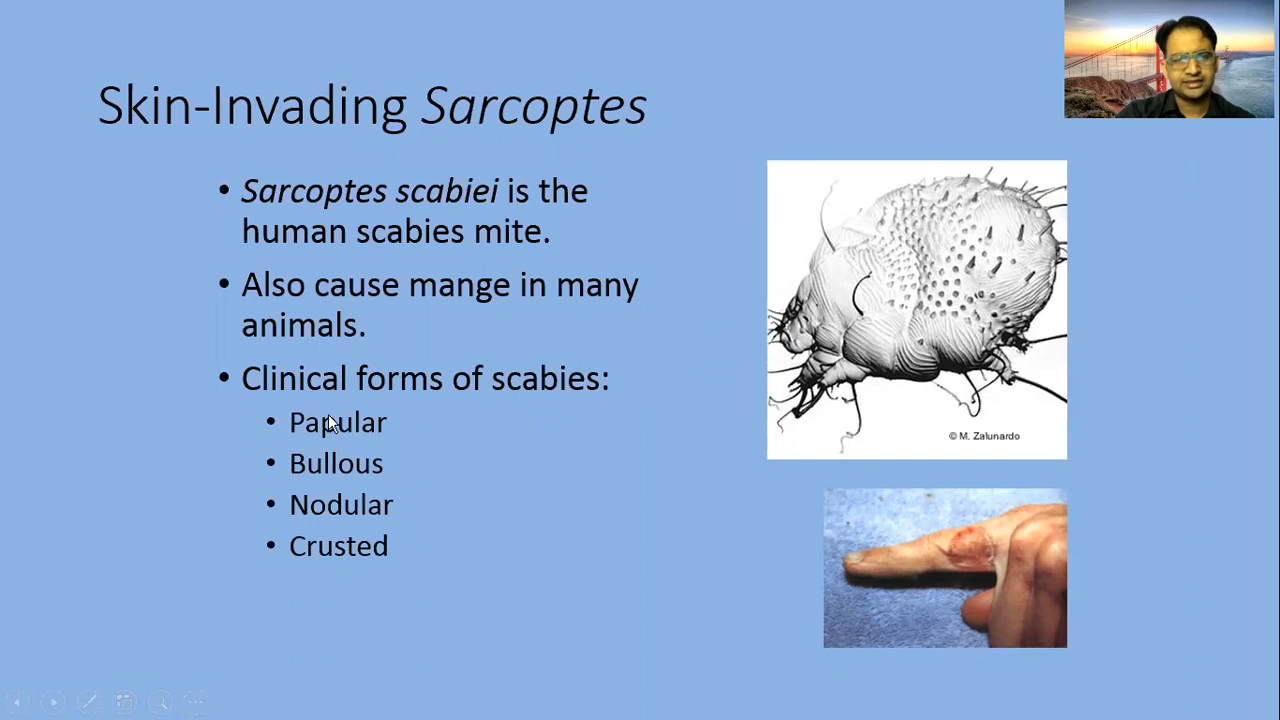 Skin-Invading Sarcoptes
• Sarcoptes scabiei is the
human scabies mite.
• Also cause mange in many
animals.
• Clinical forms of scabies:
• Papular
• Bullous
• Nodular
• Crusted
© M. Zalunardo